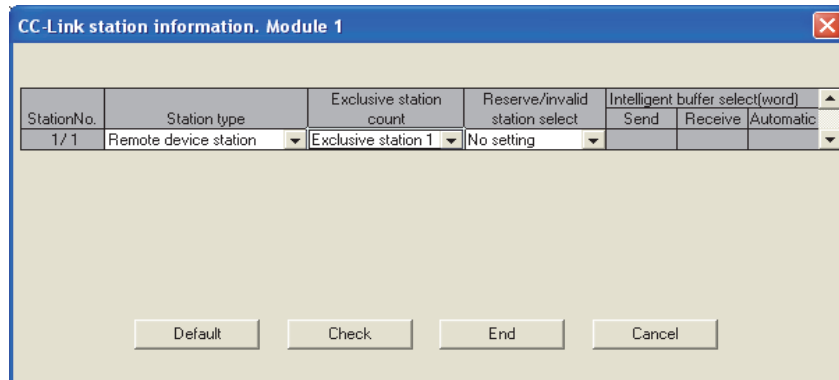 CC-Link station information. Module 1
Exclusive station Reserve/invalid Intelligent buffer select(word)
StationNo. Station type count station select Send Receive Automatic
1/ 1 Remote device station Exclusive station 1 No setting
Default Check End Cancel